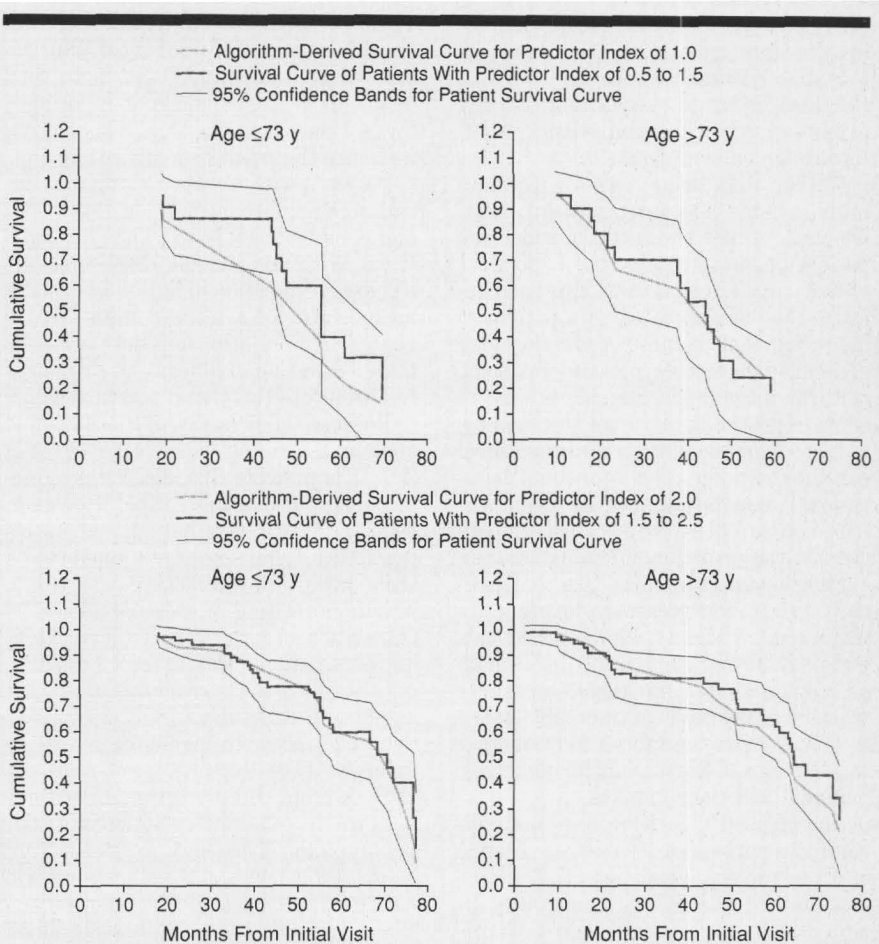 Algorithm-Derived Survival Curve for Predictor Index of 1.0
Survival Curve of Patients With Predictor Index of 0.5 to 1.5
95% Confidence Bands for Patient Survival Curve
Age ≤73 y
Cumulative Survival
1.2
1.1
1.0
0.9
0.8
0.7
0.6
0.5
0.4
0.3
0.2
0.1
0.0
0 10 20 30 40 50 60 70 80
Age >73 y
1.2
1.1
1.0
0.9
0.8
0.7
0.6
0.5
0.4
0.3
0.2
0.1
0.0
0 10 20 30 40 50 60 70 80
Algorithm-Derived Survival Curve for Predictor Index of 2.0
Survival Curve of Patients With Predictor Index of 1.5 to 2.5
95% Confidence Bands for Patient Survival Curve
Age ≤73 y
Cumulative Survival
1.2
1.1
1.0
0.9
0.8
0.7
0.6
0.5
0.4
0.3
0.2
0.1
0.0
0 10 20 30 40 50 60 70 80
Months From Initial Visit
Age >73 y
1.2
1.1
1.0
0.9
0.8
0.7
0.6
0.5
0.4
0.3
0.2
0.1
0.0
0 10 20 30 40 50 60 70 80
Months From Initial Visit